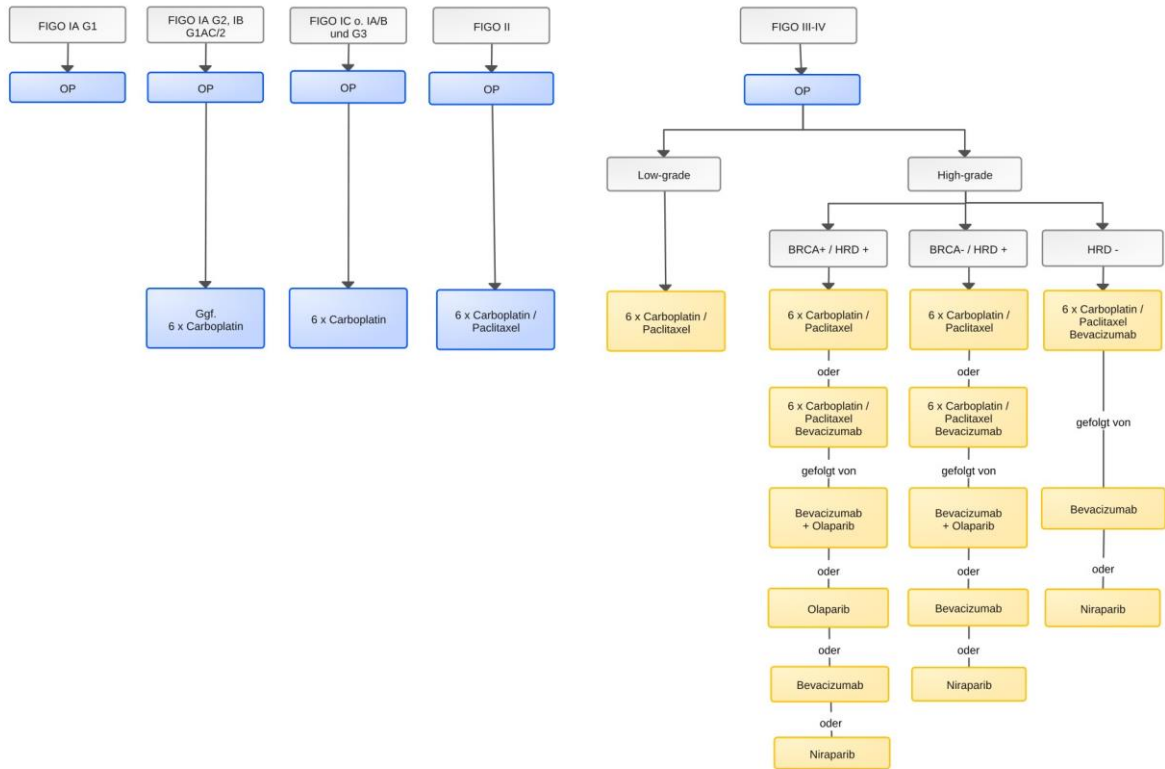 FIGO IA G1
OP
FIGO IA G2, IB
G1AC/2
OP
Ggf.
6 x Carboplatin
FIGO IC o. IA/B
und G3
OP
6 x Carboplatin
FIGO II
OP
6 x Carboplatin /
Paclitaxel
FIGO III-IV
OP
Low-grade
6 x Carboplatin /
Paclitaxel
High-grade
BRCA+ / HRD +
6 x Carboplatin /
Paclitaxel
oder
6 x Carboplatin /
Paclitaxel
Bevacizumab
gefolgt von
Bevacizumab
+ Olaparib
oder
Olaparib
oder
Bevacizumab
oder
Niraparib
BRCA- / HRD +
6 x Carboplatin /
Paclitaxel
oder
6 x Carboplatin /
Paclitaxel
Bevacizumab
gefolgt von
Bevacizumab
+ Olaparib
oder
Bevacizumab
oder
Niraparib
HRD -
6 x Carboplatin /
Paclitaxel
Bevacizumab
gefolgt von
Bevacizumab
oder
Niraparib